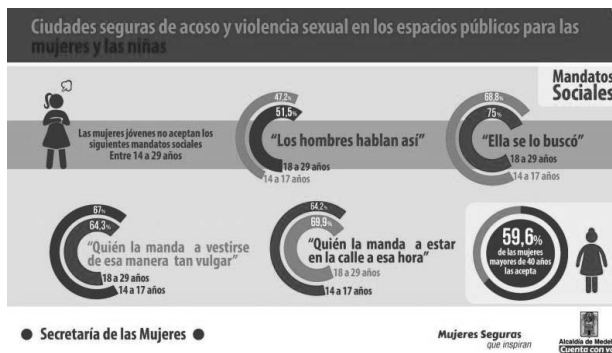 Ciudades seguras de acoso y violencia sexual en los espacios públicos para las
mujeres y las niñas
Mandatos
Sociales
Las mujeres jóvenes no aceptan los
siguientes mandatos sociales
Entre 14 a 29 años
47.2%
51,5%
"Los hombres hablan así"
18 a 29 años
14 a 17 años
68.8%
75%
"Ella se lo buscó"
18 a 29 años
14 a 17 años
67%
64,3%
"Quién la manda a vestirse
de esa manera tan vulgar"
18 a 29 años
14 a 17 años
64.2%
69,9%
"Quién la manda a estar
en la calle a esa hora"
18 a 29 años
14 a 17 años
59,6%
de las mujeres
mayores de 40 años
las acepta
Secretaría de las Mujeres
Mujeres Seguras
que inspiran
Alcaldía de Mede
Cuenta con